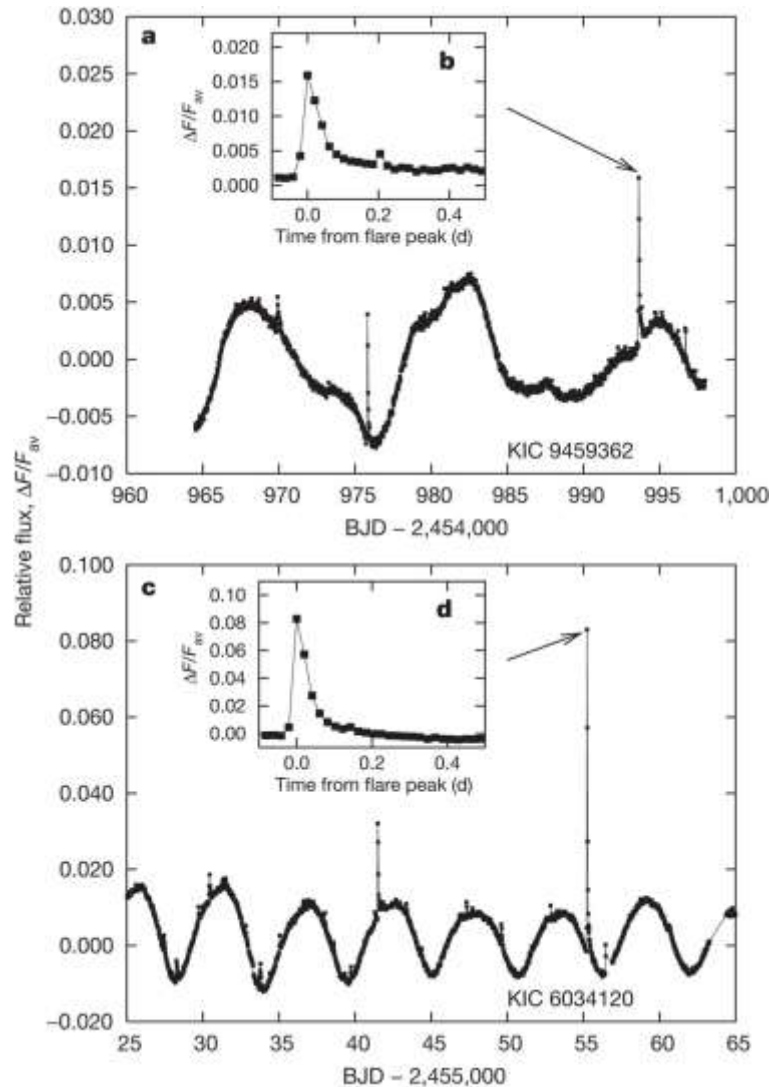 Relative flux, ΔF/F_av
a
0.030
0.025
0.020
0.015
0.010
0.005
0.000
−0.005
−0.010
960 965 970 975 980 985 990 995 1,000
BJD − 2,454,000
KIC 9459362
b
ΔF/F_av
0.020
0.015
0.010
0.005
0.000
0.0 0.2 0.4
Time from flare peak (d)
c
0.100
0.080
0.060
0.040
0.020
0.000
−0.020
25 30 35 40 45 50 55 60 65
BJD − 2,455,000
KIC 6034120
d
ΔF/F_av
0.10
0.08
0.06
0.04
0.02
0.00
0.0 0.2 0.4
Time from flare peak (d)